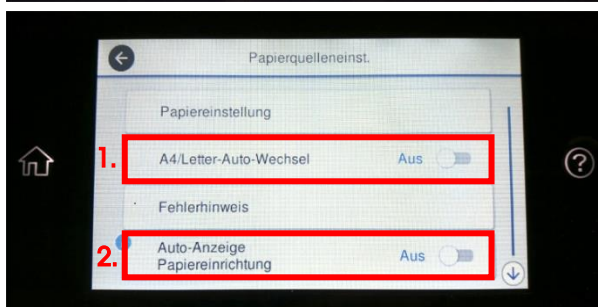 Papierquelleneinst.
Papiereinstellung
1.
A4/Letter-Auto-Wechsel Aus
Fehlerhinweis
2.
Auto-Anzeige
Papiereinrichtung Aus
?